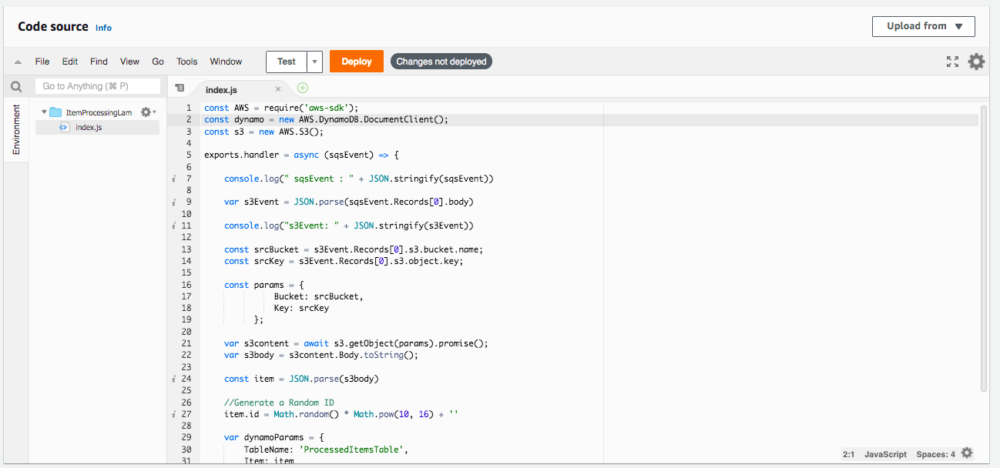 Code source Info
Upload from
File Edit Find View Go Tools Window Test Deploy Changes not deployed
Go to Anything (⌘ P)
index.js
Environment
ItemProcessingLam
index.js
1 const AWS = require('aws-sdk');
2 const dynamo = new AWS.DynamoDB.DocumentClient();
3 const s3 = new AWS.S3();
4
5 exports.handler = async (sqsEvent) => {
6
i 7 console.log(" sqsEvent : " + JSON.stringify(sqsEvent))
8
i 9 var s3Event = JSON.parse(sqsEvent.Records[0].body)
10
i 11 console.log("s3Event: " + JSON.stringify(s3Event))
12
13 const srcBucket = s3Event.Records[0].s3.bucket.name;
14 const srcKey = s3Event.Records[0].s3.object.key;
15
16 const params = {
17 Bucket: srcBucket,
18 Key: srcKey
19 };
20
21 var s3content = await s3.getObject(params).promise();
22 var s3body = s3content.Body.toString();
23
i 24 const item = JSON.parse(s3body)
25
26 //Generate a Random ID
i 27 item.id = Math.random() * Math.pow(10, 16) + ''
28
29 var dynamoParams = {
30 TableName: 'ProcessedItemsTable',
31 Item: item
2:1 JavaScript Spaces: 4